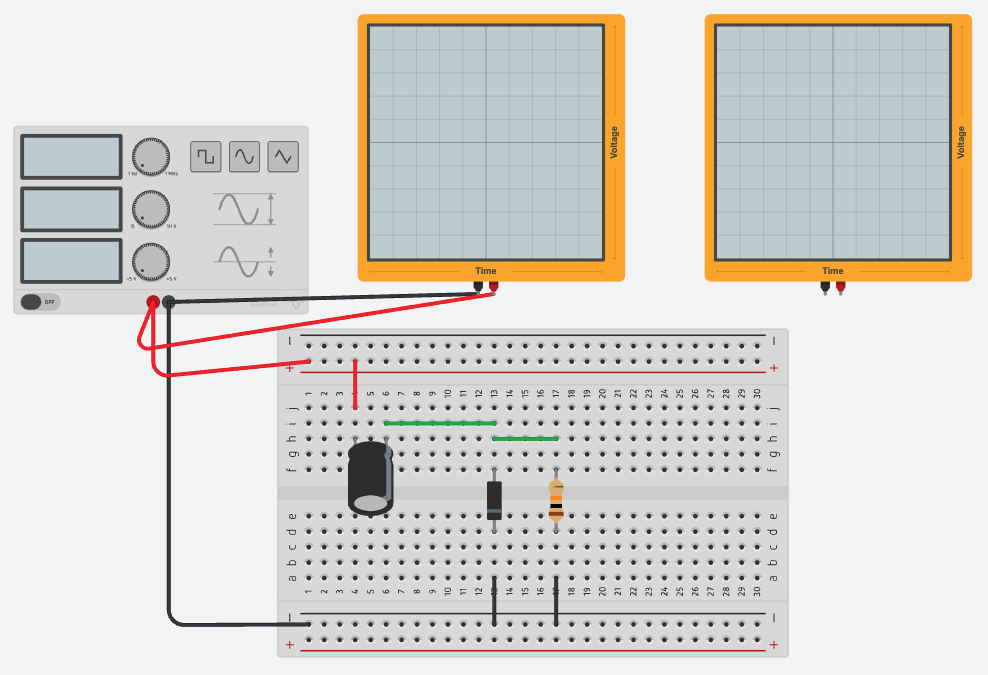 Voltage
Time
Voltage
Time
1 Hz
1 MHz
0
10 V
-5 V
+5 V
OFF
−
−
+
+
1 2 3 4 5 6 7 8 9 10 11 12 13 14 15 16 17 18 19 20 21 22 23 24 25 26 27 28 29 30
j j
i i
h h
g g
f f
e e
d d
c c
b b
a a
1 2 3 4 5 6 7 8 9 10 11 12 13 14 15 16 17 18 19 20 21 22 23 24 25 26 27 28 29 30
−
−
+
+